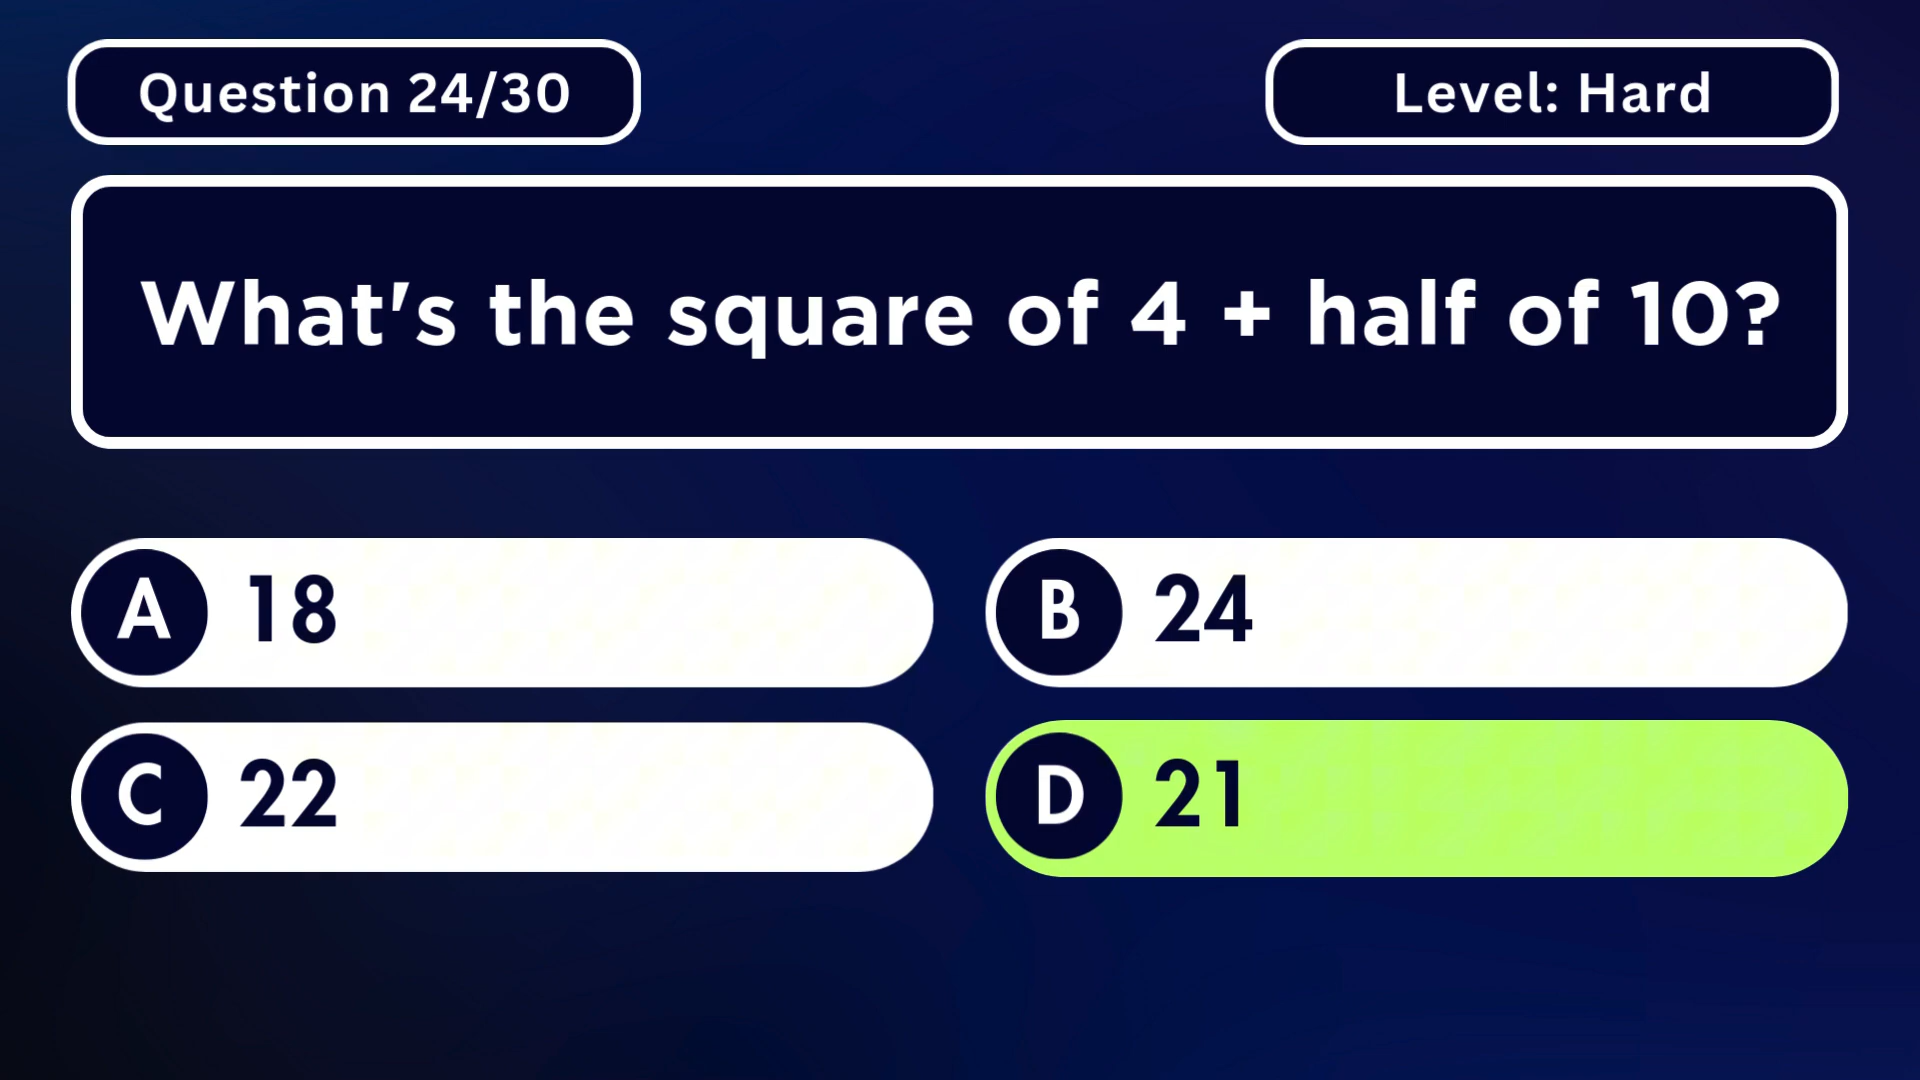 Question 24/30
Level: Hard
What's the square of 4 + half of 10?
A 18
B 24
C 22
D 21